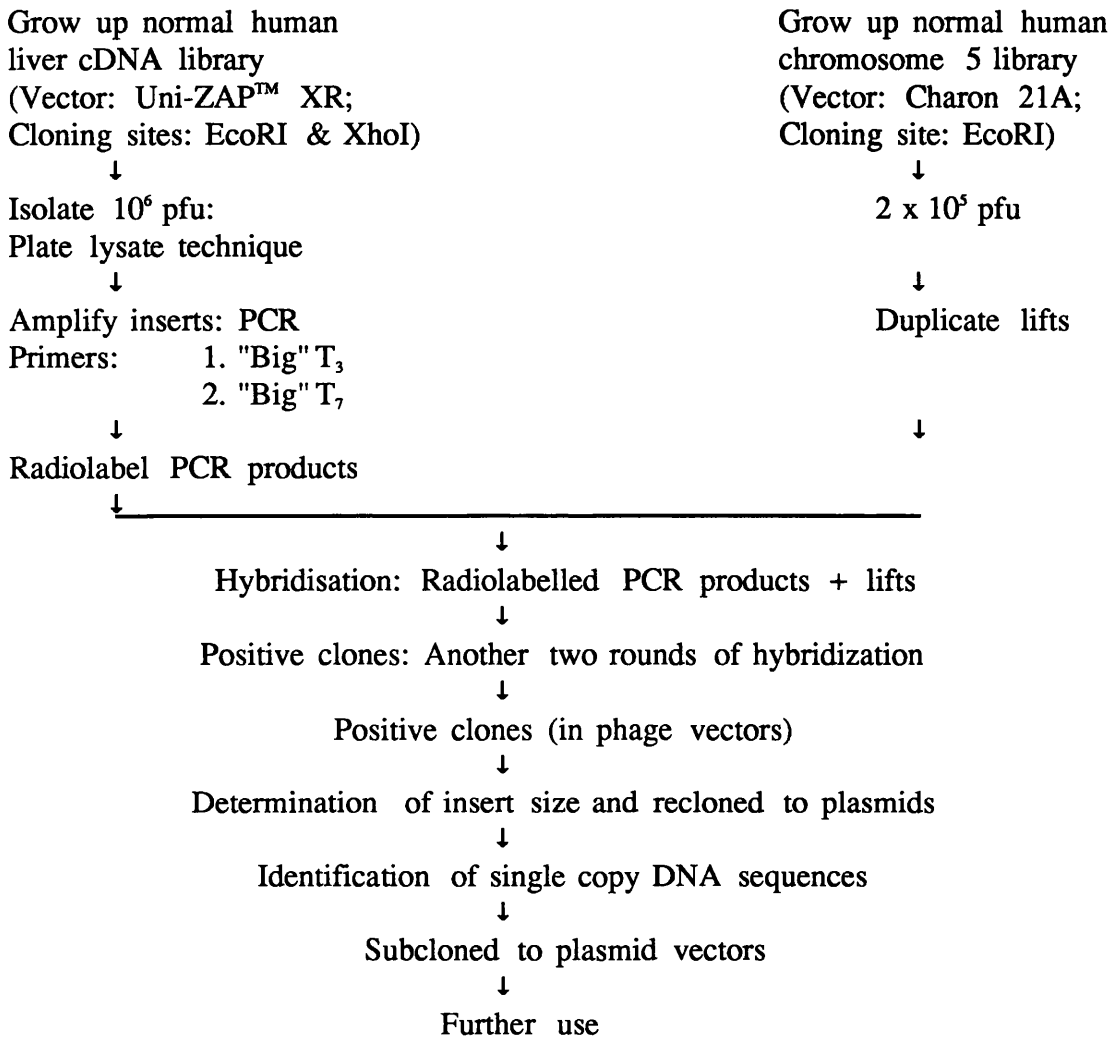 Grow up normal human
liver cDNA library
(Vector: Uni-ZAP™ XR;
Cloning sites: EcoRI & XhoI)
↓
Isolate 10⁶ pfu:
Plate lysate technique
↓
Amplify inserts: PCR
Primers: 1. "Big" T₃
2. "Big" T₇
↓
Radiolabel PCR products
↓
Grow up normal human
chromosome 5 library
(Vector: Charon 21A;
Cloning site: EcoRI)
↓
2 x 10⁵ pfu
↓
Duplicate lifts
↓
↓
Hybridisation: Radiolabelled PCR products + lifts
↓
Positive clones: Another two rounds of hybridization
↓
Positive clones (in phage vectors)
↓
Determination of insert size and recloned to plasmids
↓
Identification of single copy DNA sequences
↓
Subcloned to plasmid vectors
↓
Further use